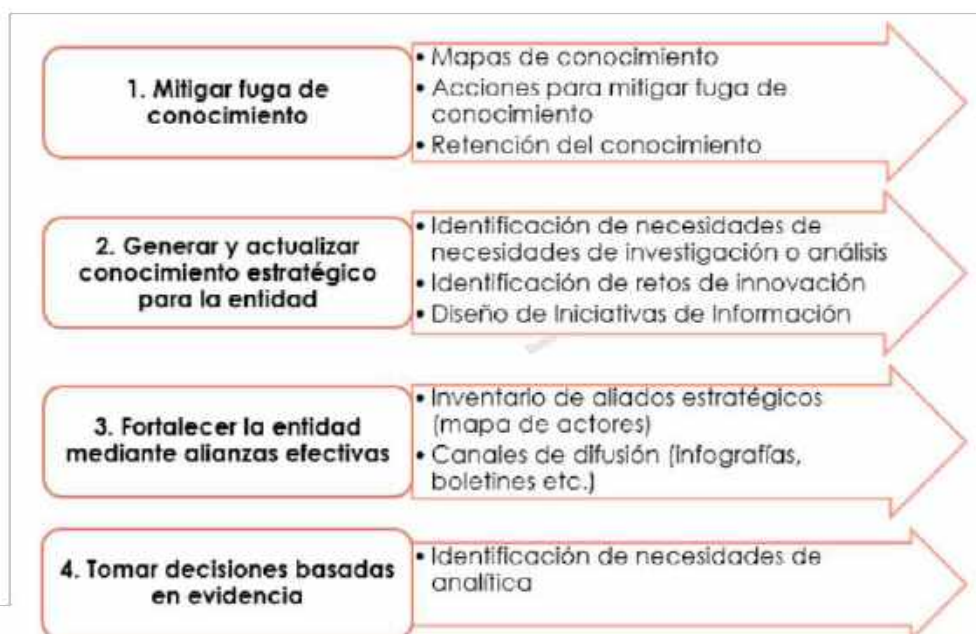 1. Mitigar fuga de
conocimiento
• Mapas de conocimiento
• Acciones para mitigar fuga de
conocimiento
• Retención del conocimiento
2. Generar y actualizar
conocimiento estratégico
para la entidad
• Identificación de necesidades de
necesidades de investigación o análisis
• Identificación de retos de innovación
• Diseño de Iniciativas de Información
3. Fortalecer la entidad
mediante alianzas efectivas
• Inventario de aliados estratégicos
(mapa de actores)
• Canales de difusión (infografías,
boletines etc.)
4. Tomar decisiones basadas
en evidencia
• Identificación de necesidades de
analítica